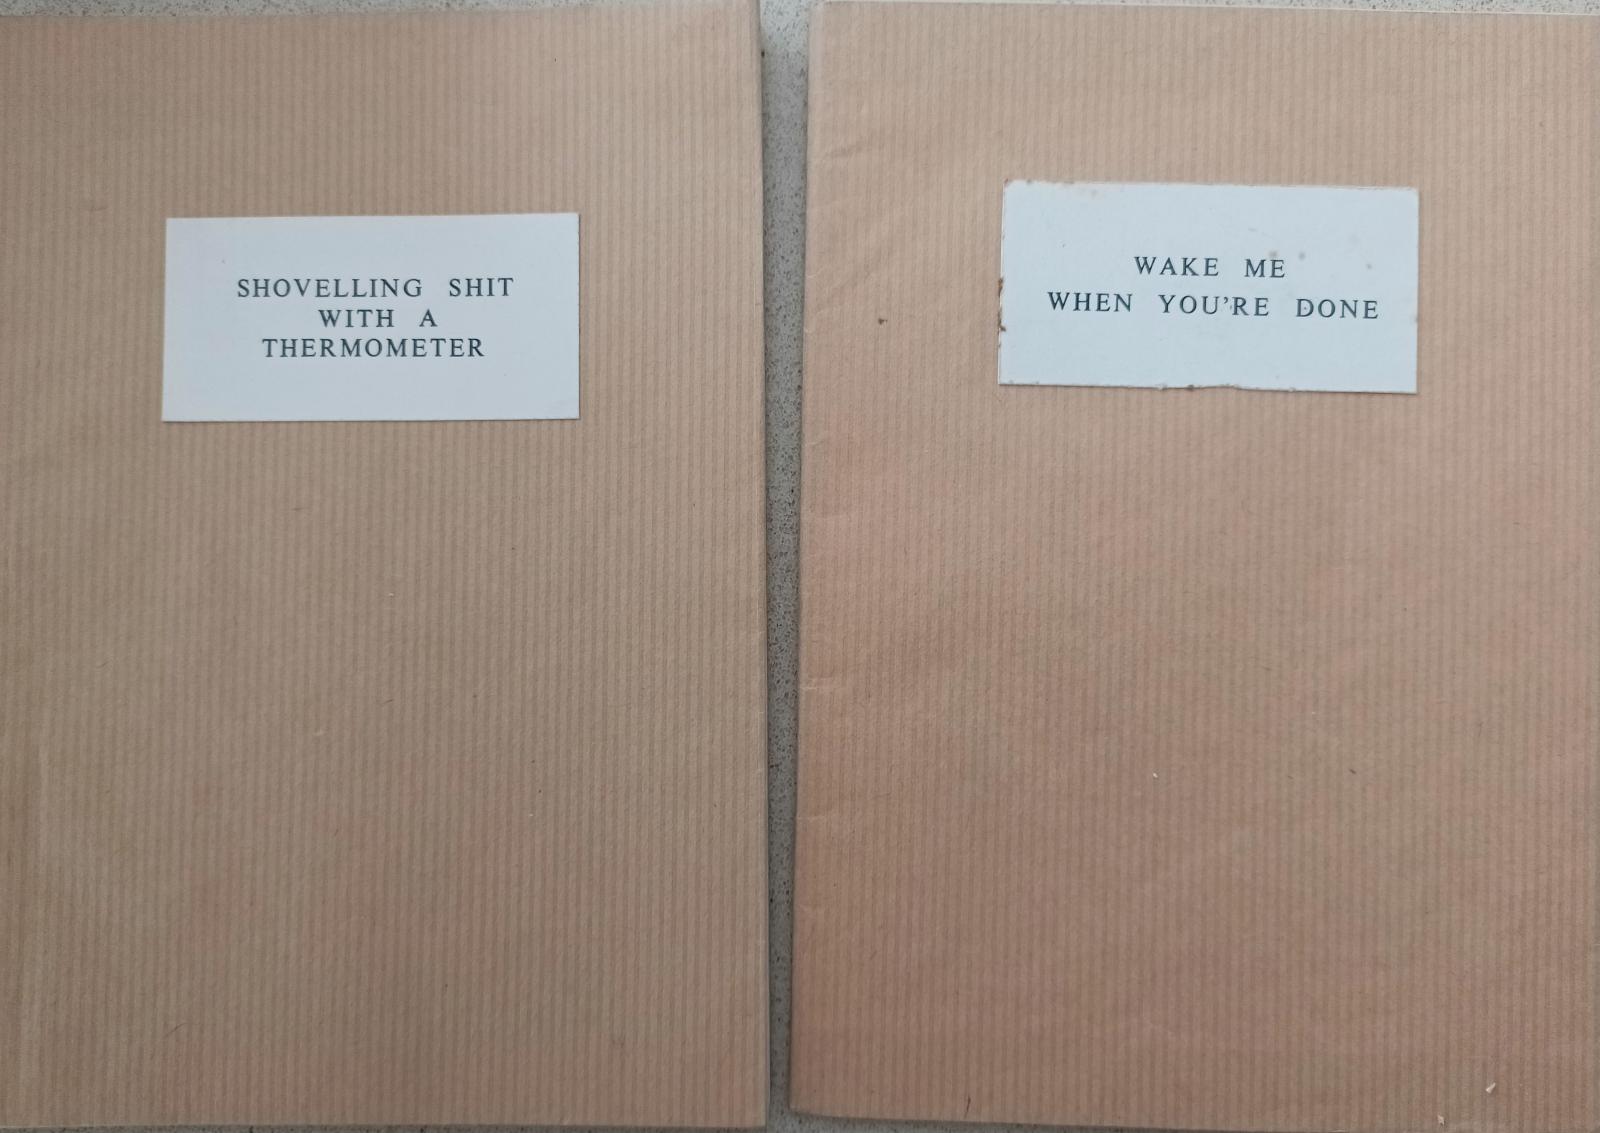 SHOVELLING SHIT
WITH A
THERMOMETER
WAKE ME
WHEN YOU'RE DONE